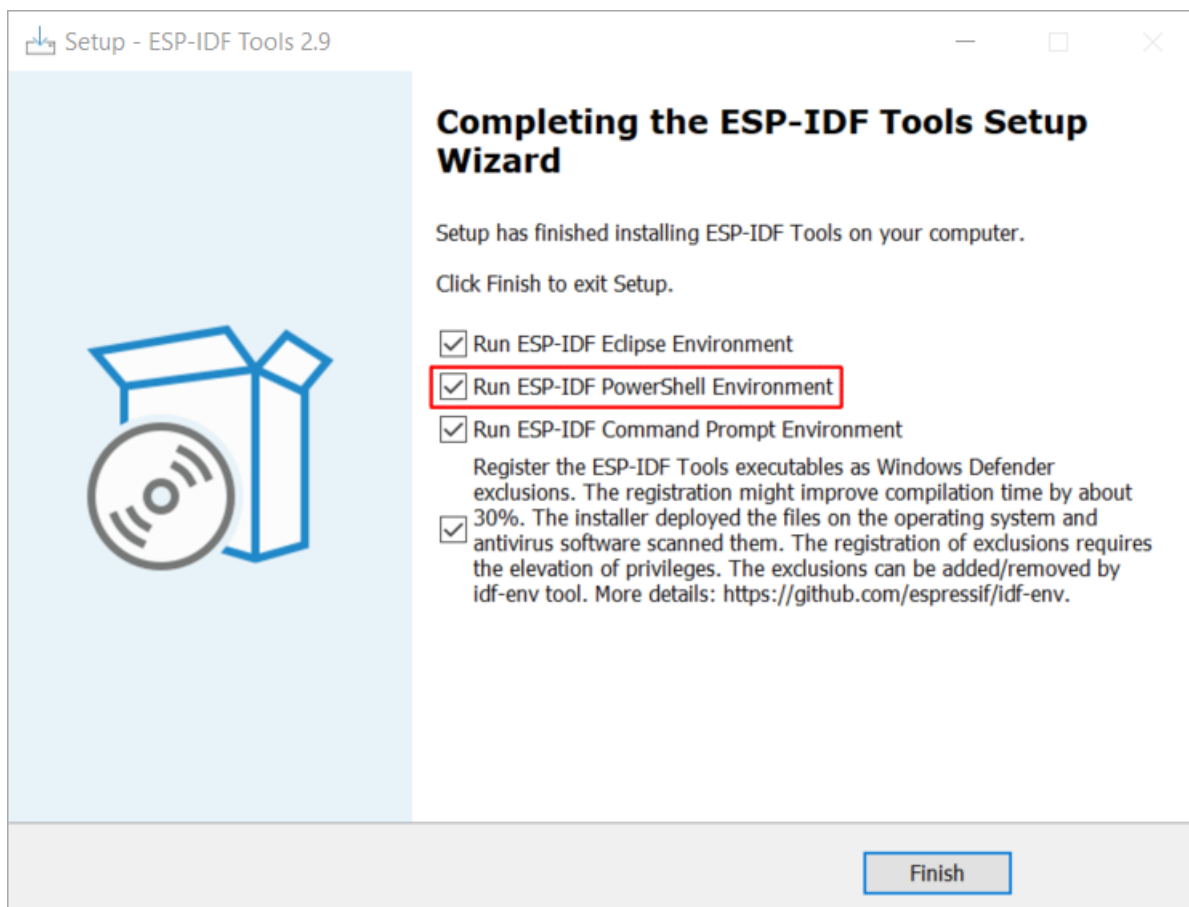 Setup - ESP-IDF Tools 2.9
Completing the ESP-IDF Tools Setup
Wizard
Setup has finished installing ESP-IDF Tools on your computer.
Click Finish to exit Setup.
Run ESP-IDF Eclipse Environment
Run ESP-IDF PowerShell Environment
Run ESP-IDF Command Prompt Environment
Register the ESP-IDF Tools executables as Windows Defender
exclusions. The registration might improve compilation time by about
30%. The installer deployed the files on the operating system and
antivirus software scanned them. The registration of exclusions requires
the elevation of privileges. The exclusions can be added/removed by
idf-env tool. More details: https://github.com/espressif/idf-env.
Finish